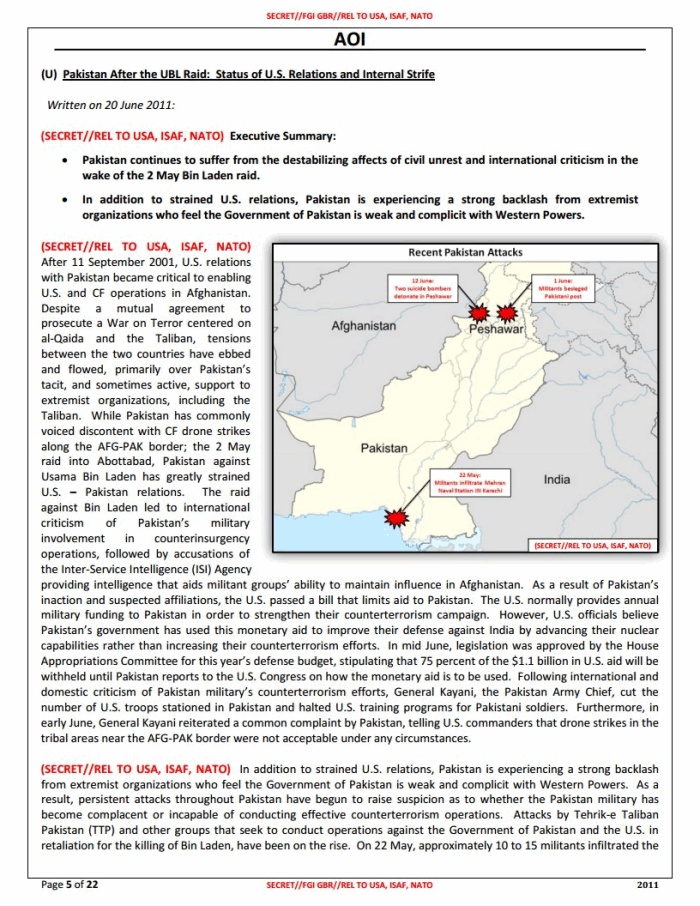 SECRET//FGI GBR//REL TO USA, ISAF, NATO
AOI
(U) Pakistan After the UBL Raid: Status of U.S. Relations and Internal Strife
Written on 20 June 2011:
(SECRET//REL TO USA, ISAF, NATO) Executive Summary:
• Pakistan continues to suffer from the destabilizing affects of civil unrest and international criticism in the
wake of the 2 May Bin Laden raid.
• In addition to strained U.S. relations, Pakistan is experiencing a strong backlash from extremist
organizations who feel the Government of Pakistan is weak and complicit with Western Powers.
(SECRET//REL TO USA, ISAF, NATO)
After 11 September 2001, U.S. relations
with Pakistan became critical to enabling
U.S. and CF operations in Afghanistan.
Despite a mutual agreement to
prosecute a War on Terror centered on
al-Qaida and the Taliban, tensions
between the two countries have ebbed
and flowed, primarily over Pakistan's
tacit, and sometimes active, support to
extremist organizations, including the
Taliban. While Pakistan has commonly
voiced discontent with CF drone strikes
along the AFG-PAK border; the 2 May
raid into Abottabad, Pakistan against
Usama Bin Laden has greatly strained
U.S. – Pakistan relations. The raid
against Bin Laden led to international
criticism of Pakistan's military
involvement in counterinsurgency
operations, followed by accusations of
the Inter-Service Intelligence (ISI) Agency
Recent Pakistan Attacks
12 June:
Two suicide bombers
detonate in Peshawar
1 June:
Militants besieged
Pakistani post
Afghanistan
Peshawar
Pakistan
22 May:
Militants infiltrate Mehran
Naval Station IN Karachi
India
(SECRET//REL TO USA, ISAF, NATO)
providing intelligence that aids militant groups' ability to maintain influence in Afghanistan. As a result of Pakistan's
inaction and suspected affiliations, the U.S. passed a bill that limits aid to Pakistan. The U.S. normally provides annual
military funding to Pakistan in order to strengthen their counterterrorism campaign. However, U.S. officials believe
Pakistan's government has used this monetary aid to improve their defense against India by advancing their nuclear
capabilities rather than increasing their counterterrorism efforts. In mid June, legislation was approved by the House
Appropriations Committee for this year's defense budget, stipulating that 75 percent of the $1.1 billion in U.S. aid will be
withheld until Pakistan reports to the U.S. Congress on how the monetary aid is to be used. Following international and
domestic criticism of Pakistan military's counterterrorism efforts, General Kayani, the Pakistan Army Chief, cut the
number of U.S. troops stationed in Pakistan and halted U.S. training programs for Pakistani soldiers. Furthermore, in
early June, General Kayani reiterated a common complaint by Pakistan, telling U.S. commanders that drone strikes in the
tribal areas near the AFG-PAK border were not acceptable under any circumstances.
(SECRET//REL TO USA, ISAF, NATO) In addition to strained U.S. relations, Pakistan is experiencing a strong backlash
from extremist organizations who feel the Government of Pakistan is weak and complicit with Western Powers. As a
result, persistent attacks throughout Pakistan have begun to raise suspicion as to whether the Pakistan military has
become complacent or incapable of conducting effective counterterrorism operations. Attacks by Tehrik-e Taliban
Pakistan (TTP) and other groups that seek to conduct operations against the Government of Pakistan and the U.S. in
retaliation for the killing of Bin Laden, have been on the rise. On 22 May, approximately 10 to 15 militants infiltrated the
Page 5 of 22
SECRET//FGI GBR//REL TO USA, ISAF, NATO
2011